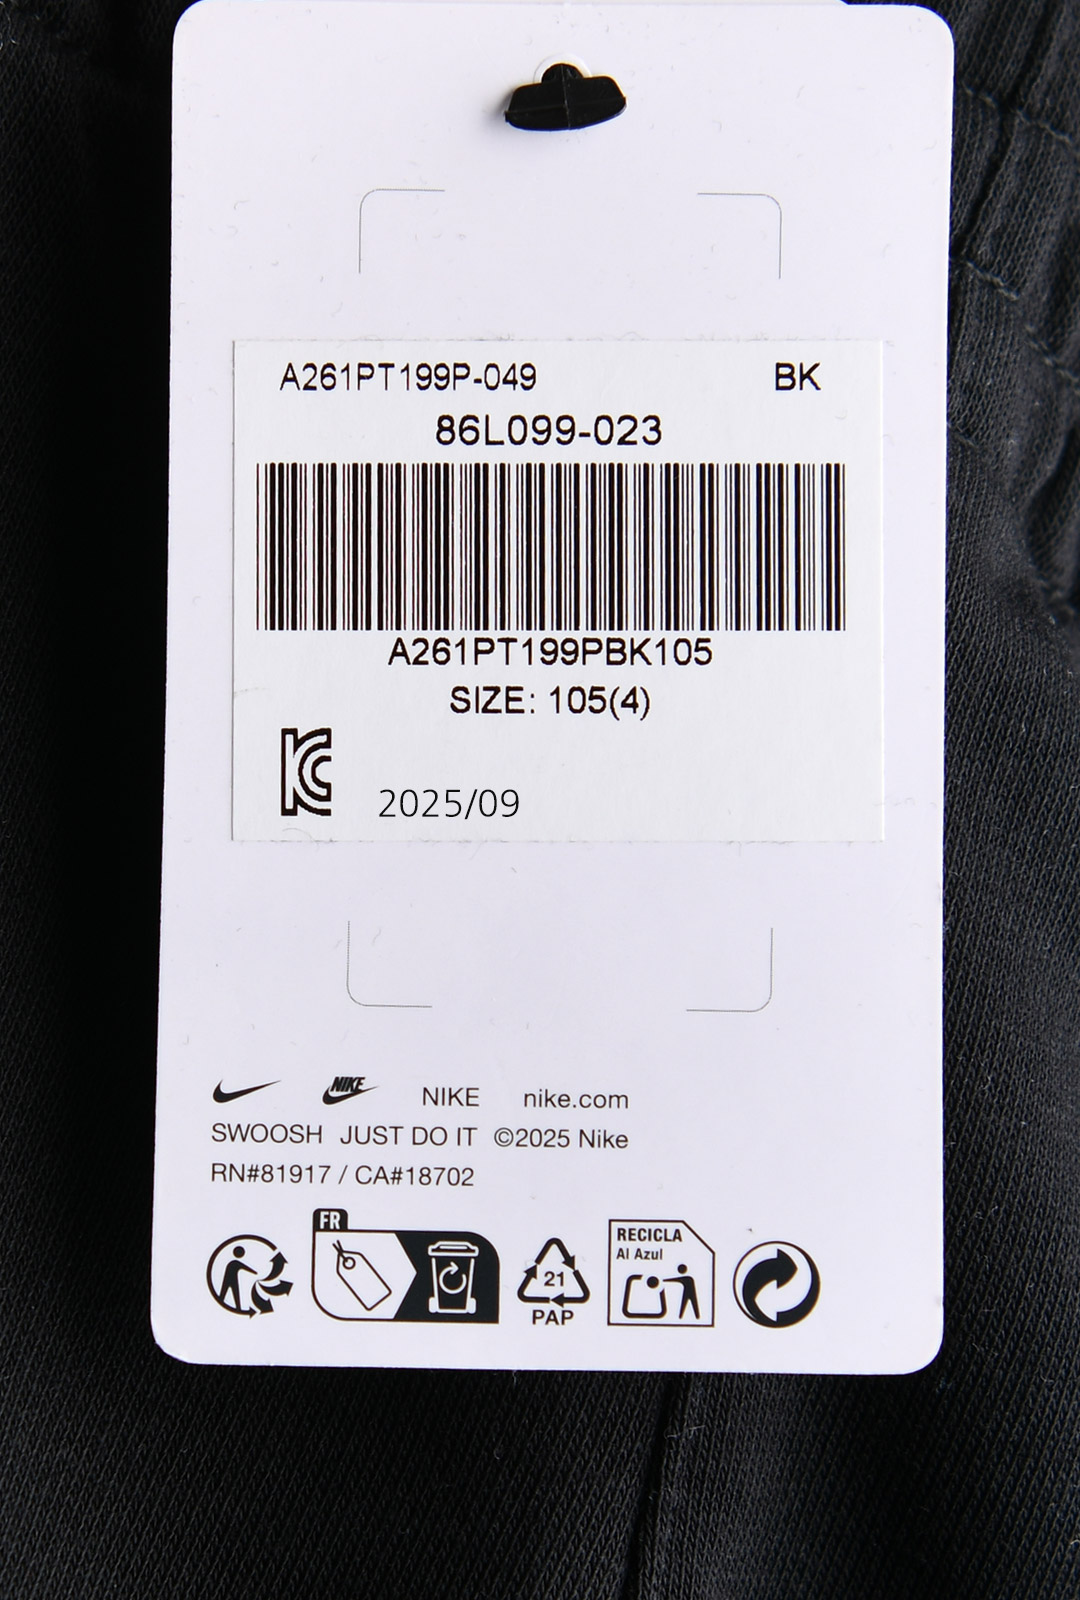 A261PT199P-049 BK
86L099-023
A261PT199PBK105
SIZE: 105(4)
2025/09
NIKE NIKE nike.com
SWOOSH JUST DO IT ©2025 Nike
RN#81917 / CA#18702
FR
RECICLA
Al Azul
21
PAP